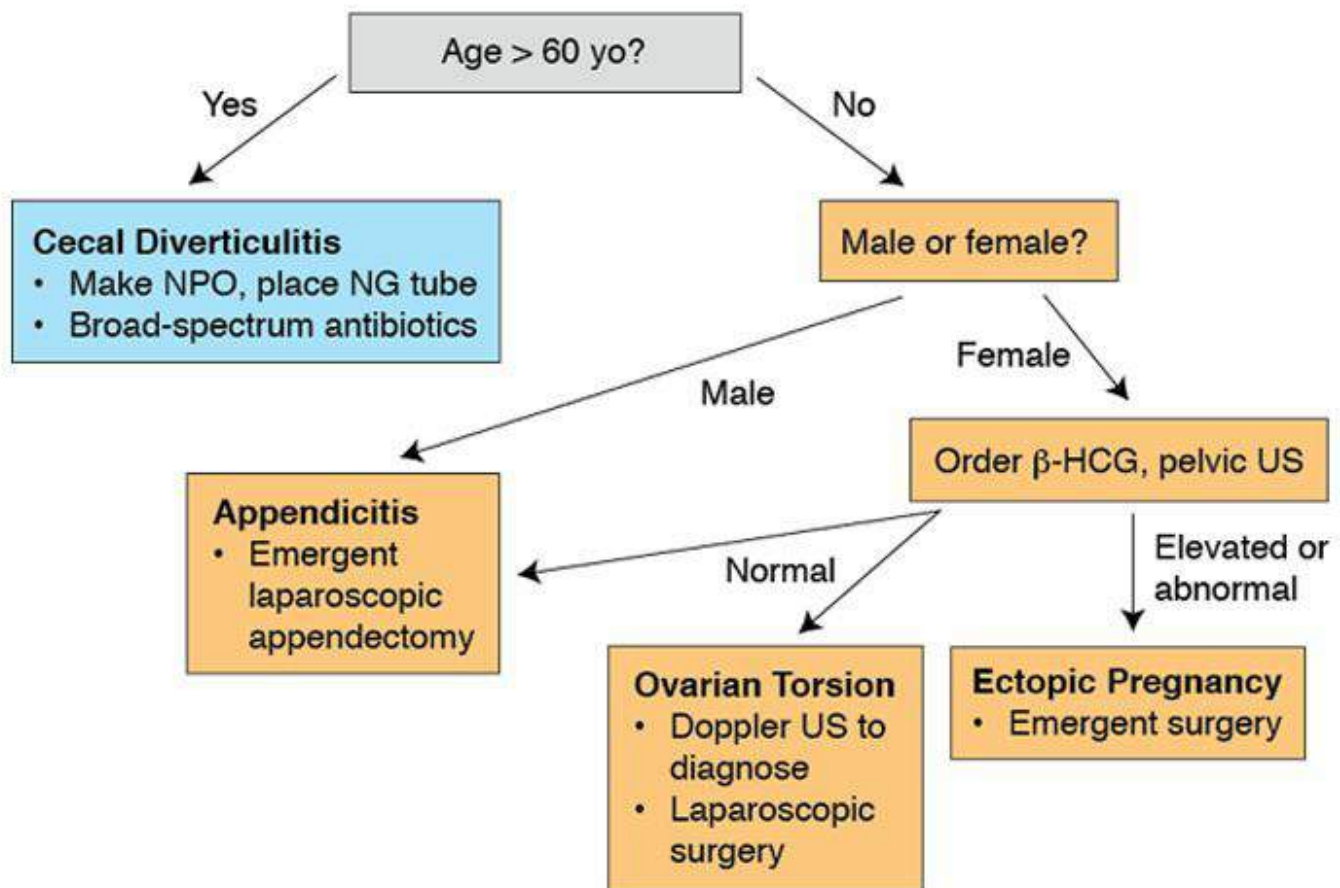 Age > 60 yo?
Yes
No
Cecal Diverticulitis
• Make NPO, place NG tube
• Broad-spectrum antibiotics
Male or female?
Male
Female
Order β-HCG, pelvic US
Appendicitis
• Emergent
laparoscopic
appendectomy
Normal
Elevated or
abnormal
Ovarian Torsion
• Doppler US to
diagnose
• Laparoscopic
surgery
Ectopic Pregnancy
• Emergent surgery